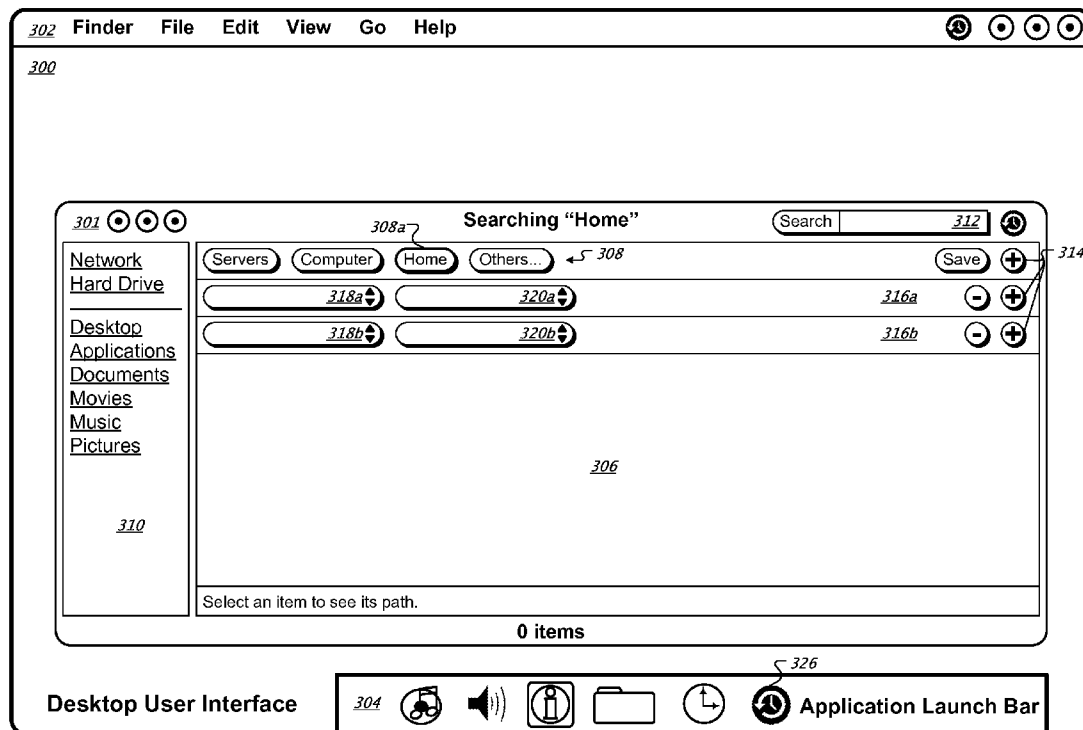 302 Finder File Edit View Go Help
300
301 Searching “Home” Search 312
308a
Network
Hard Drive
Desktop
Applications
Documents
Movies
Music
Pictures
310
Servers Computer Home Others... 308 Save + 314
318a 320a 316a - +
318b 320b 316b - +
306
Select an item to see its path.
0 items
326
Desktop User Interface
304 Application Launch Bar